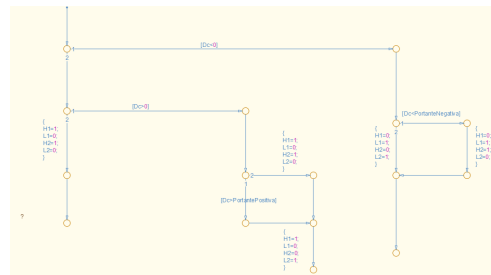 [Dc<0]
1
2
[Dc>0]
1
2
{
H1=1;
L1=0;
H2=1;
L2=0;
}
{
H1=1;
L1=0;
H2=1;
L2=0;
}
2
1
[Dc>PortantePositiva]
{
H1=1;
L1=0;
H2=0;
L2=1;
}
[Dc<PortanteNegativa]
1
2
{
H1=0;
L1=1;
H2=0;
L2=1;
}
{
H1=0;
L1=1;
H2=1;
L2=0;
}
?